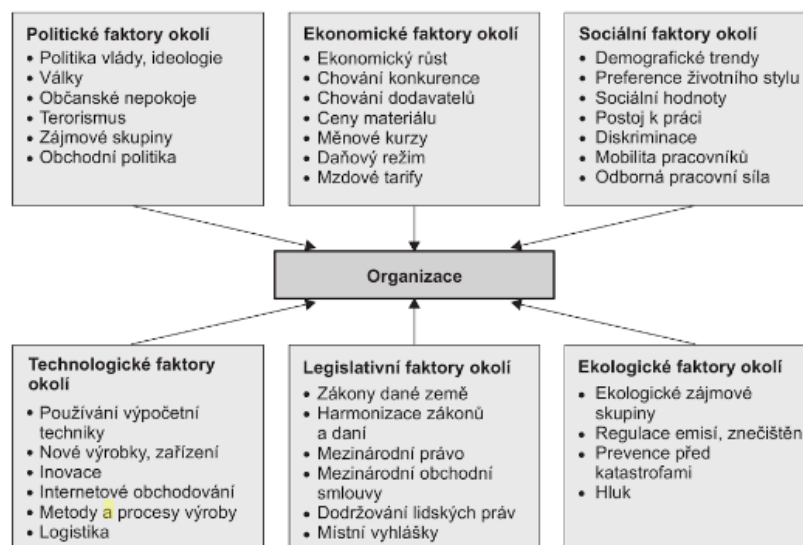 Politické faktory okolí
• Politika vlády, ideologie
• Války
• Občanské nepokoje
• Terorismus
• Zájmové skupiny
• Obchodní politika
Ekonomické faktory okolí
• Ekonomický růst
• Chování konkurence
• Chování dodavatelů
• Ceny materiálu
• Měnové kurzy
• Daňový režim
• Mzdové tarify
Sociální faktory okolí
• Demografické trendy
• Preference životního stylu
• Sociální hodnoty
• Postoj k práci
• Diskriminace
• Mobilita pracovníků
• Odborná pracovní síla
Organizace
Technologické faktory
okolí
• Používání výpočetní
techniky
• Nové výrobky, zařízení
• Inovace
• Internetové obchodování
• Metody a procesy výroby
• Logistika
Legislativní faktory okolí
• Zákony dané země
• Harmonizace zákonů
a daní
• Mezinárodní právo
• Mezinárodní obchodní
smlouvy
• Dodržování lidských práv
• Místní vyhlášky
Ekologické faktory okolí
• Ekologické zájmové
skupiny
• Regulace emisí, znečištěn
• Prevence před
katastrofami
• Hluk